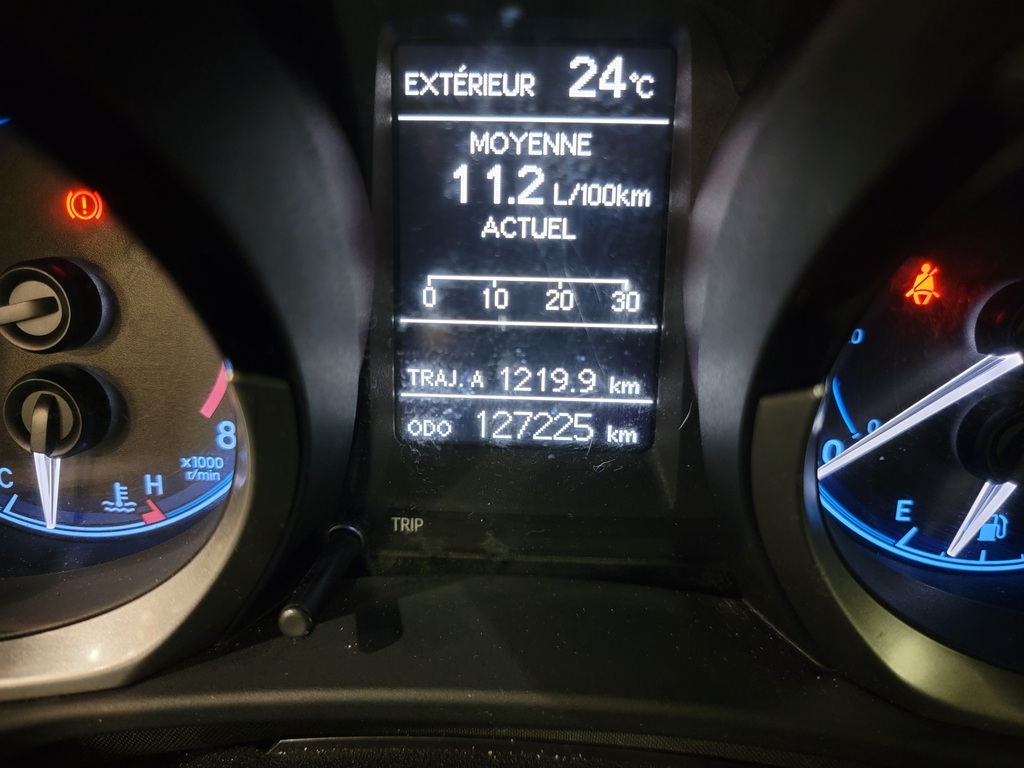 EXTÉRIEUR 24°C
MOYENNE
11.2 L/100km
ACTUEL
0 10 20 30
TRAJ. A 1219.9 km
ODO 127225 km
TRIP
8
x1000
r/min
C H
0
E